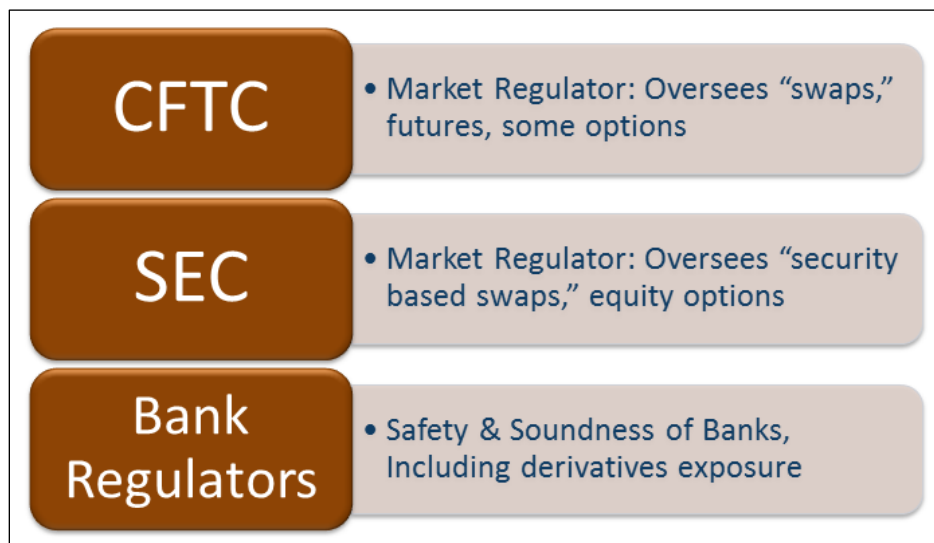 CFTC
• Market Regulator: Oversees “swaps,”
futures, some options
SEC
• Market Regulator: Oversees “security
based swaps,” equity options
Bank
Regulators
• Safety & Soundness of Banks,
Including derivatives exposure